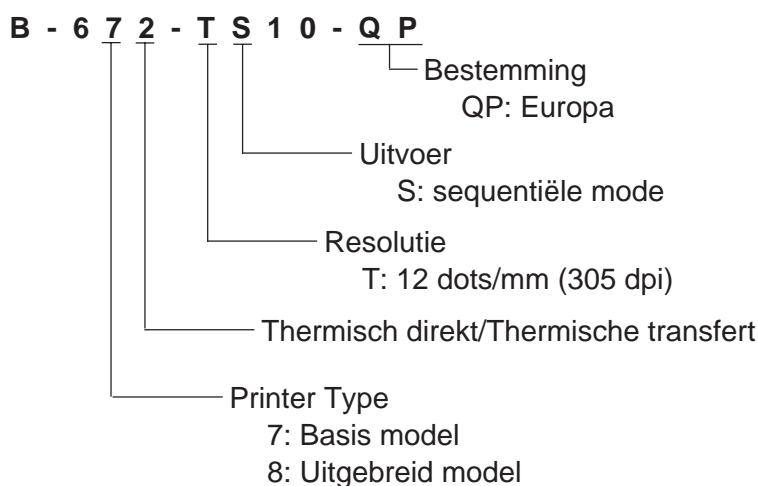 B - 6 7 2 - T S 1 0 - Q P
Bestemming
QP: Europa
Uitvoer
S: sequentiële mode
Resolutie
T: 12 dots/mm (305 dpi)
Thermisch direkt/Thermische transfert
Printer Type
7: Basis model
8: Uitgebreid model